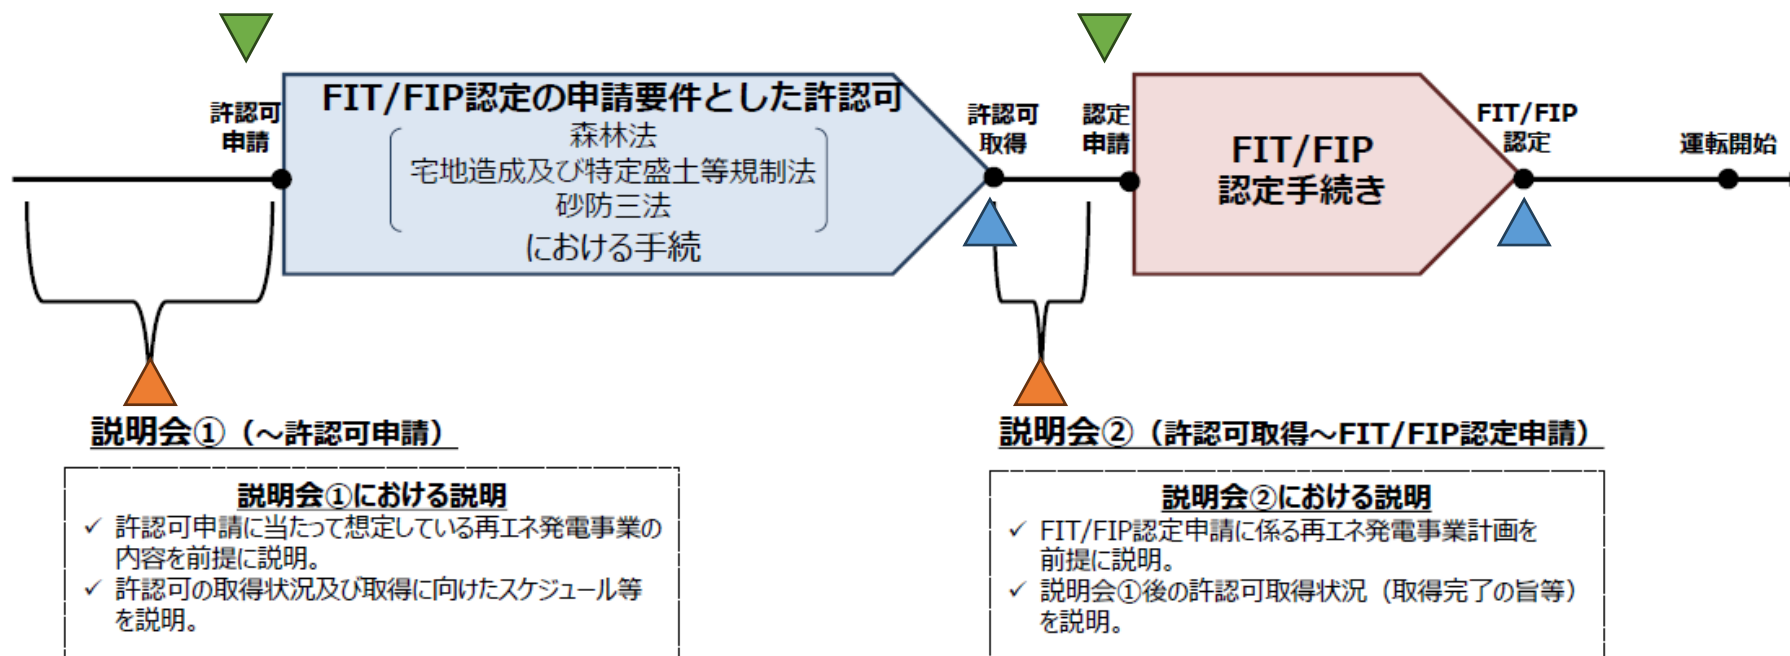 許認可
申請
FIT/FIP認定の申請要件とした許認可
森林法
宅地造成及び特定盛土等規制法
砂防三法
における手続
許認可
取得
認定
申請
FIT/FIP
認定手続き
FIT/FIP
認定
運転開始
説明会①（～許認可申請）
説明会①における説明
✓ 許認可申請に当たって想定している再エネ発電事業の
内容を前提に説明。
✓ 許認可の取得状況及び取得に向けたスケジュール等
を説明。
説明会②（許認可取得～FIT/FIP認定申請）
説明会②における説明
✓ FIT/FIP認定申請に係る再エネ発電事業計画を
前提に説明。
✓ 説明会①後の許認可取得状況（取得完了の旨等）
を説明。